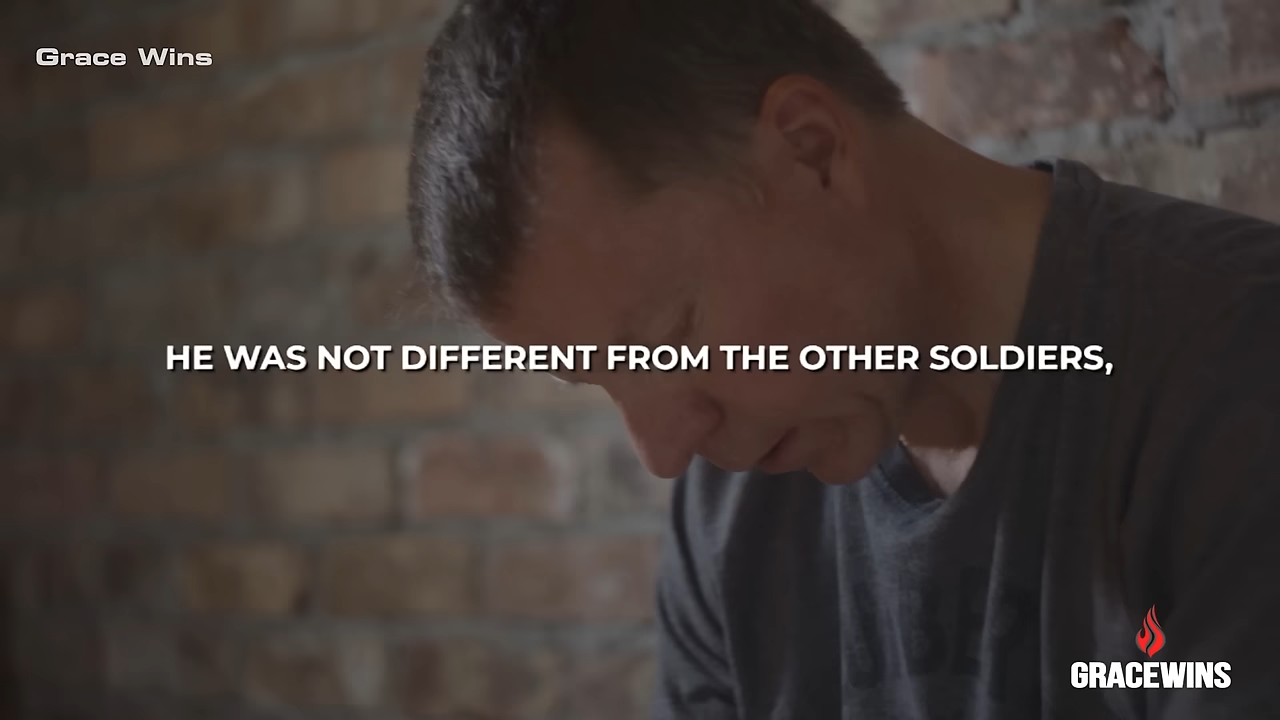 Grace Wins
HE WAS NOT DIFFERENT FROM THE OTHER SOLDIERS,
GRACEWINS